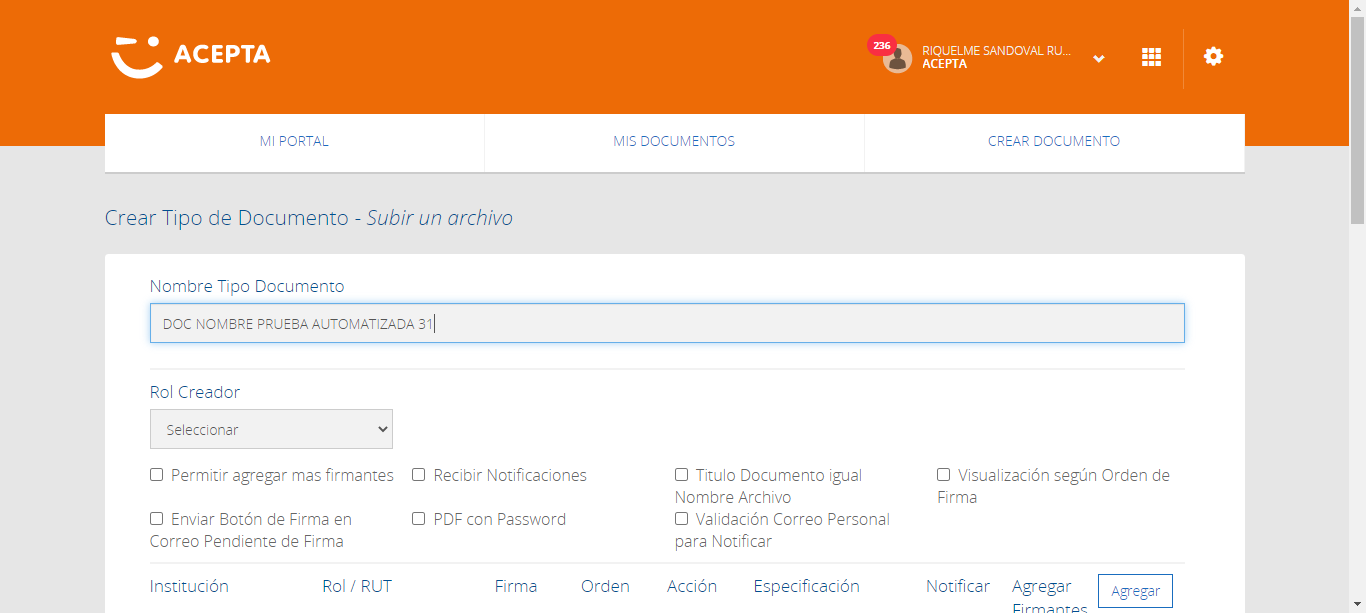 ACEPTA
236
RIQUELME SANDOVAL RU...
ACEPTA
MI PORTAL
MIS DOCUMENTOS
CREAR DOCUMENTO
Crear Tipo de Documento - Subir un archivo
Nombre Tipo Documento
DOC NOMBRE PRUEBA AUTOMATIZADA 31
Rol Creador
Seleccionar
Permitir agregar mas firmantes
Recibir Notificaciones
Titulo Documento igual
Nombre Archivo
Visualización según Orden de
Firma
Enviar Botón de Firma en
Correo Pendiente de Firma
PDF con Password
Validación Correo Personal
para Notificar
Institución
Rol / RUT
Firma
Orden
Acción
Especificación
Notificar
Agregar
Firmantes
Agregar